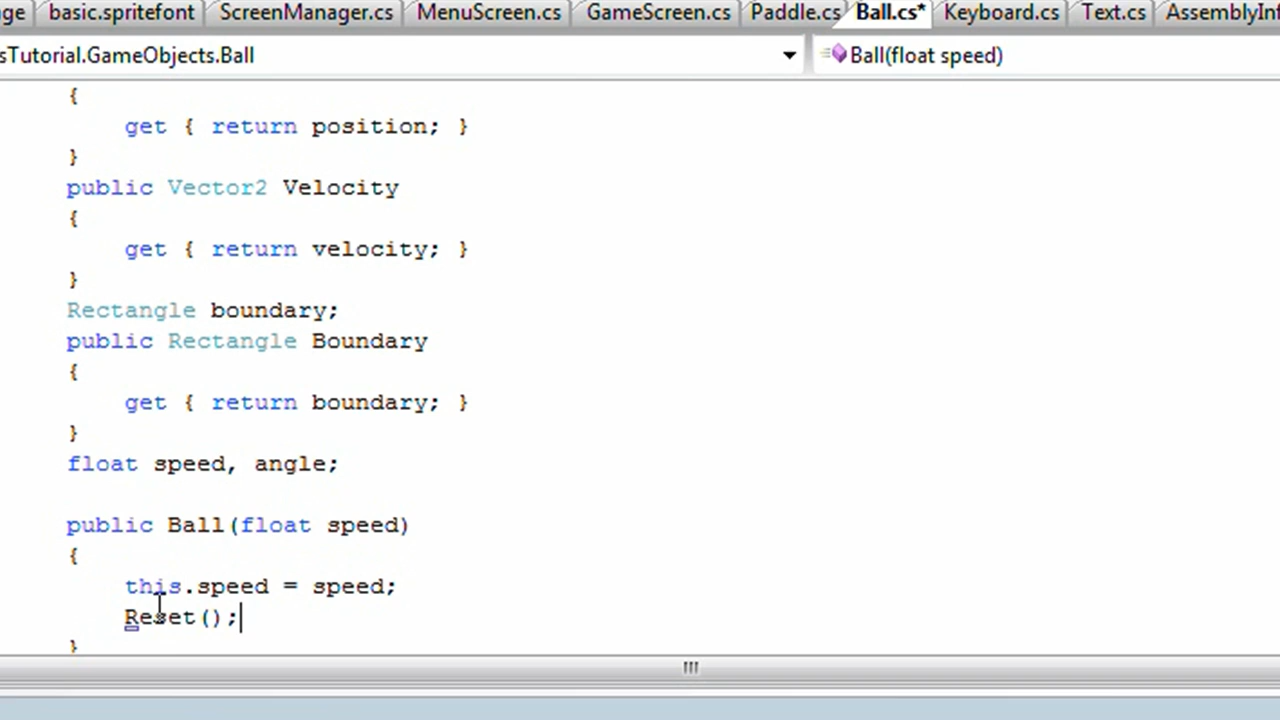 ge basic.spritefont ScreenManager.cs MenuScreen.cs GameScreen.cs Paddle.cs Ball.cs* Keyboard.cs Text.cs AssemblyInf
sTutorial.GameObjects.Ball Ball(float speed)
{
get { return position; }
}
public Vector2 Velocity
{
get { return velocity; }
}
Rectangle boundary;
public Rectangle Boundary
{
get { return boundary; }
}
float speed, angle;
public Ball(float speed)
{
this.speed = speed;
Reset();
}